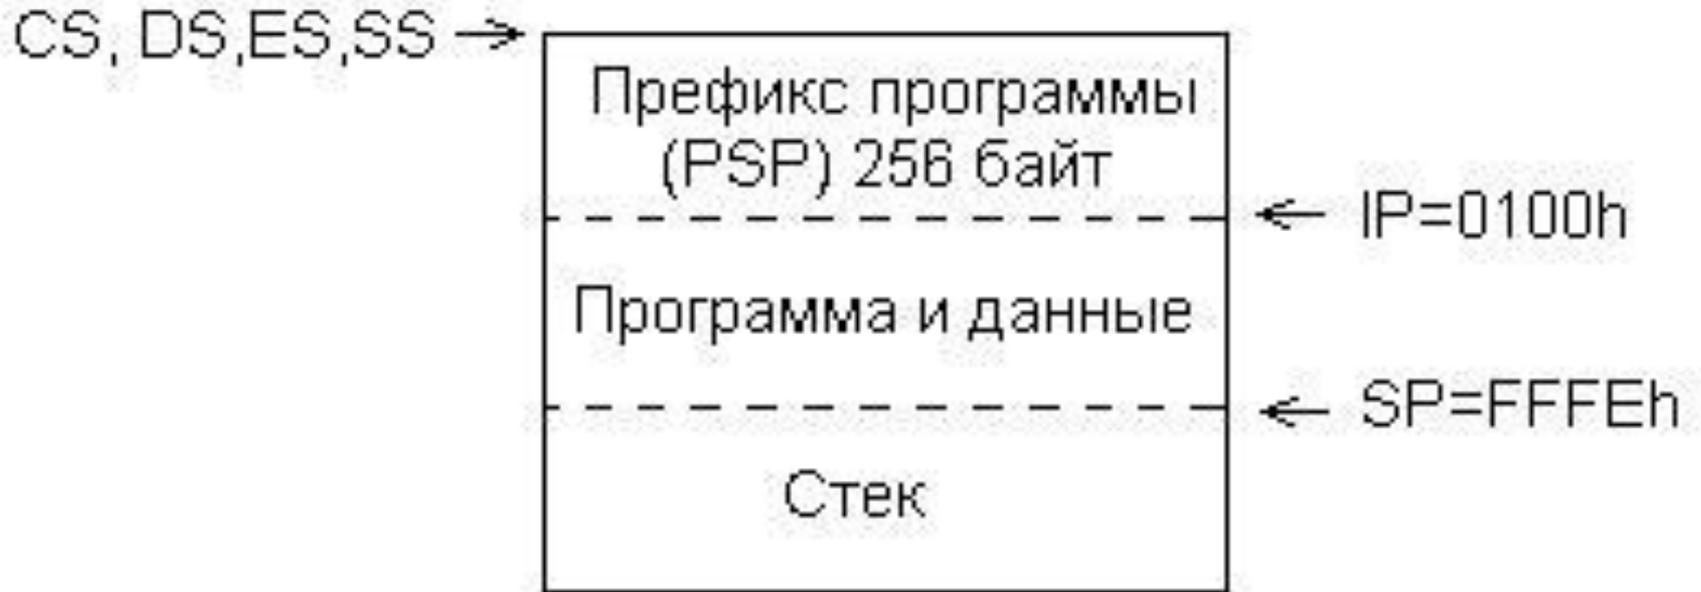 CS, DS,ES,SS
Префикс программы
(PSP) 256 байт
IP=0100h
Программа и данные
SP=FFFEh
Стек